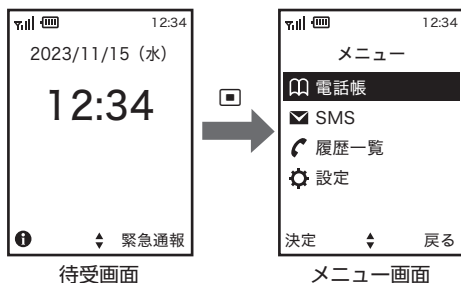 12:34
2023/11/15（水）
12:34
緊急通報
待受画面
12:34
メニュー
電話帳
SMS
履歴一覧
設定
決定
戻る
メニュー画面